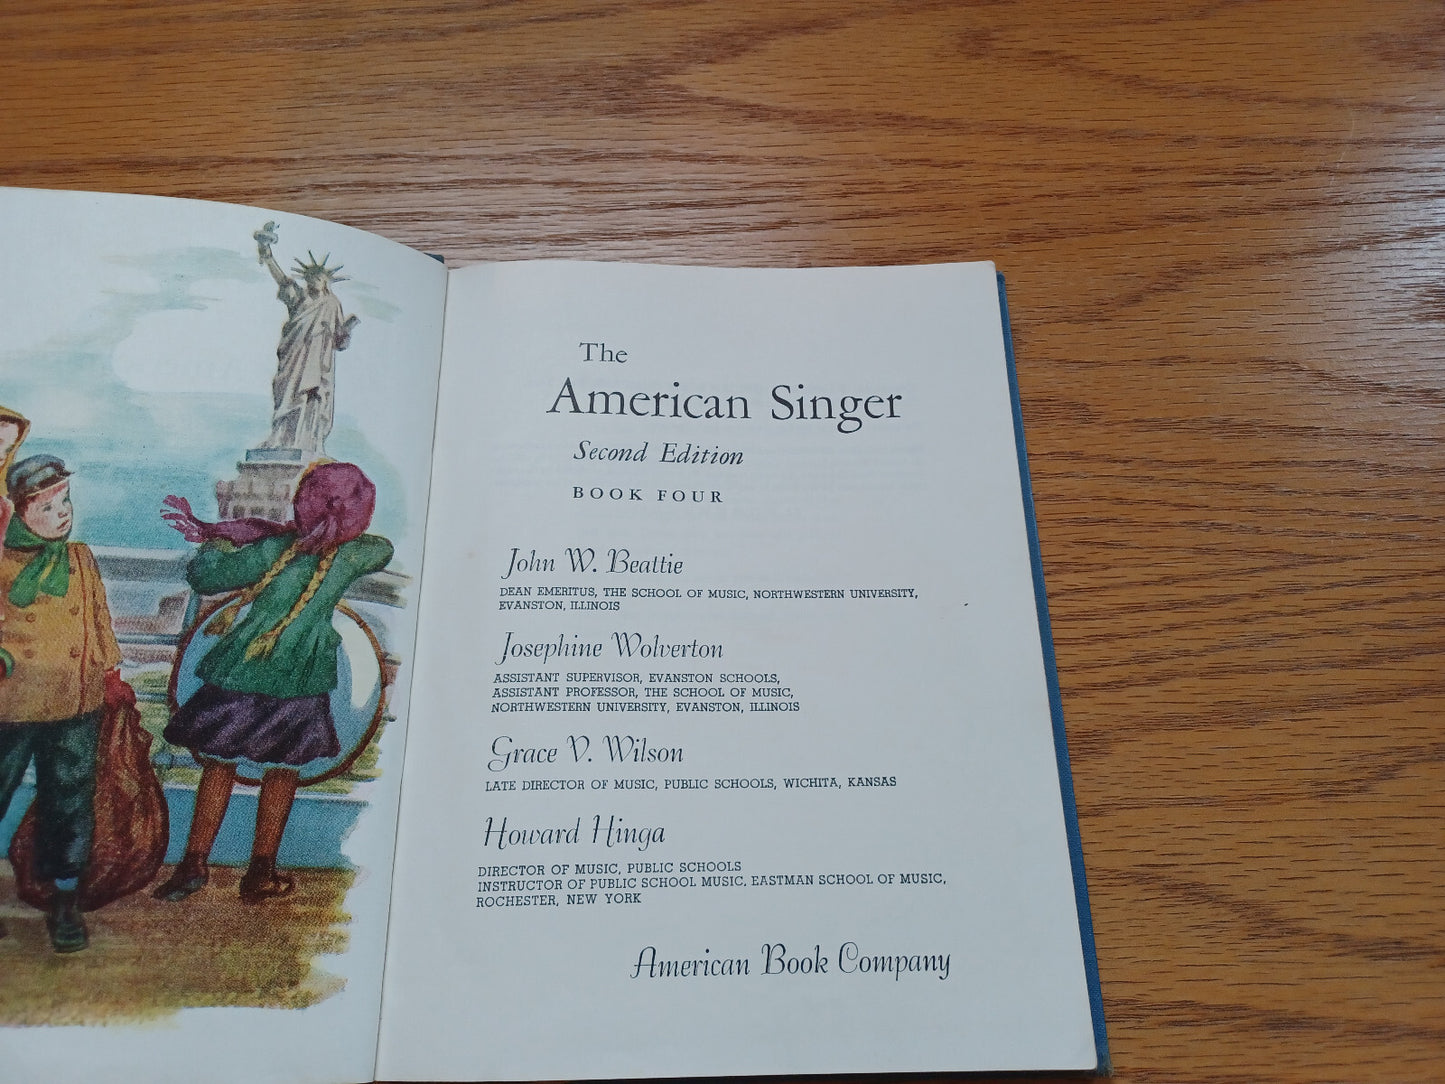 The
American Singer
Second Edition
BOOK FOUR
John W. Beattie
DEAN EMERITUS, THE SCHOOL OF MUSIC, NORTHWESTERN UNIVERSITY,
EVANSTON, ILLINOIS
Josephine Wolverton
ASSISTANT SUPERVISOR, EVANSTON SCHOOLS,
ASSISTANT PROFESSOR, THE SCHOOL OF MUSIC,
NORTHWESTERN UNIVERSITY, EVANSTON, ILLINOIS
Grace V. Wilson
LATE DIRECTOR OF MUSIC, PUBLIC SCHOOLS, WICHITA, KANSAS
Howard Hinga
DIRECTOR OF MUSIC, PUBLIC SCHOOLS
INSTRUCTOR OF PUBLIC SCHOOL MUSIC, EASTMAN SCHOOL OF MUSIC,
ROCHESTER, NEW YORK
American Book Company